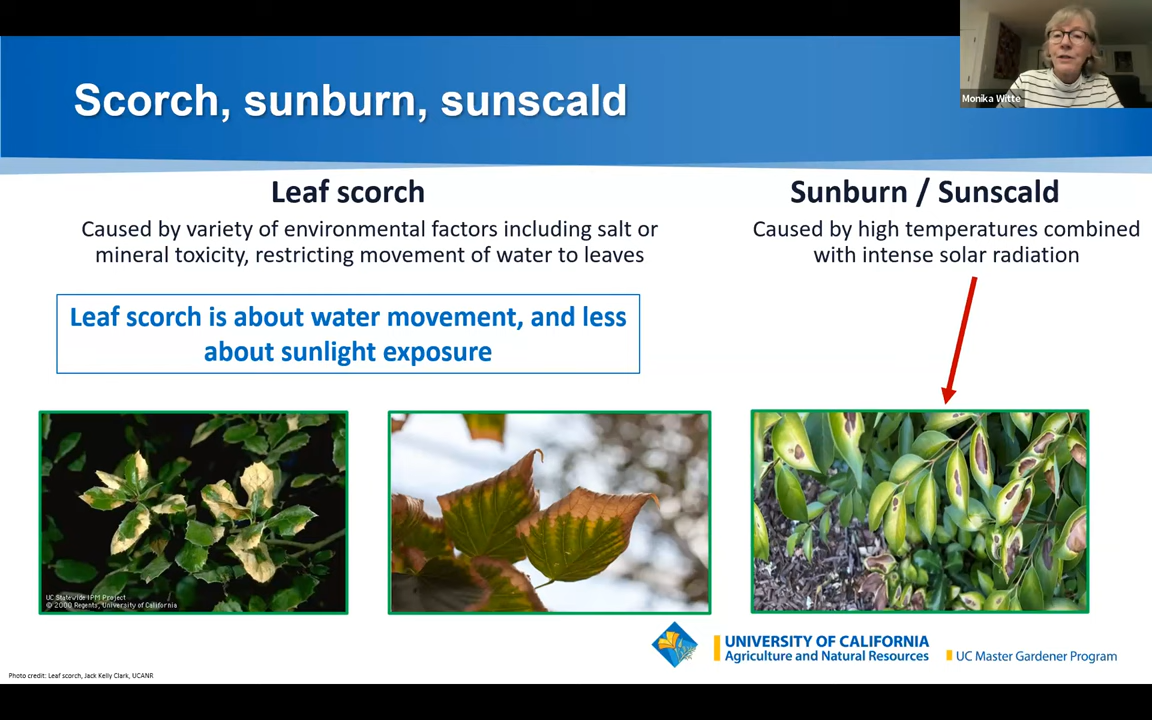 Scorch, sunburn, sunscald
Monika Witte
Leaf scorch
Caused by variety of environmental factors including salt or
mineral toxicity, restricting movement of water to leaves
Leaf scorch is about water movement, and less
about sunlight exposure
Sunburn / Sunscald
Caused by high temperatures combined
with intense solar radiation
UC Statewide IPM Project
© 2000 Regents, University of California
UNIVERSITY OF CALIFORNIA
Agriculture and Natural Resources
UC Master Gardener Program
Photo credit: Leaf scorch, Jack Kelly Clark, UCANR